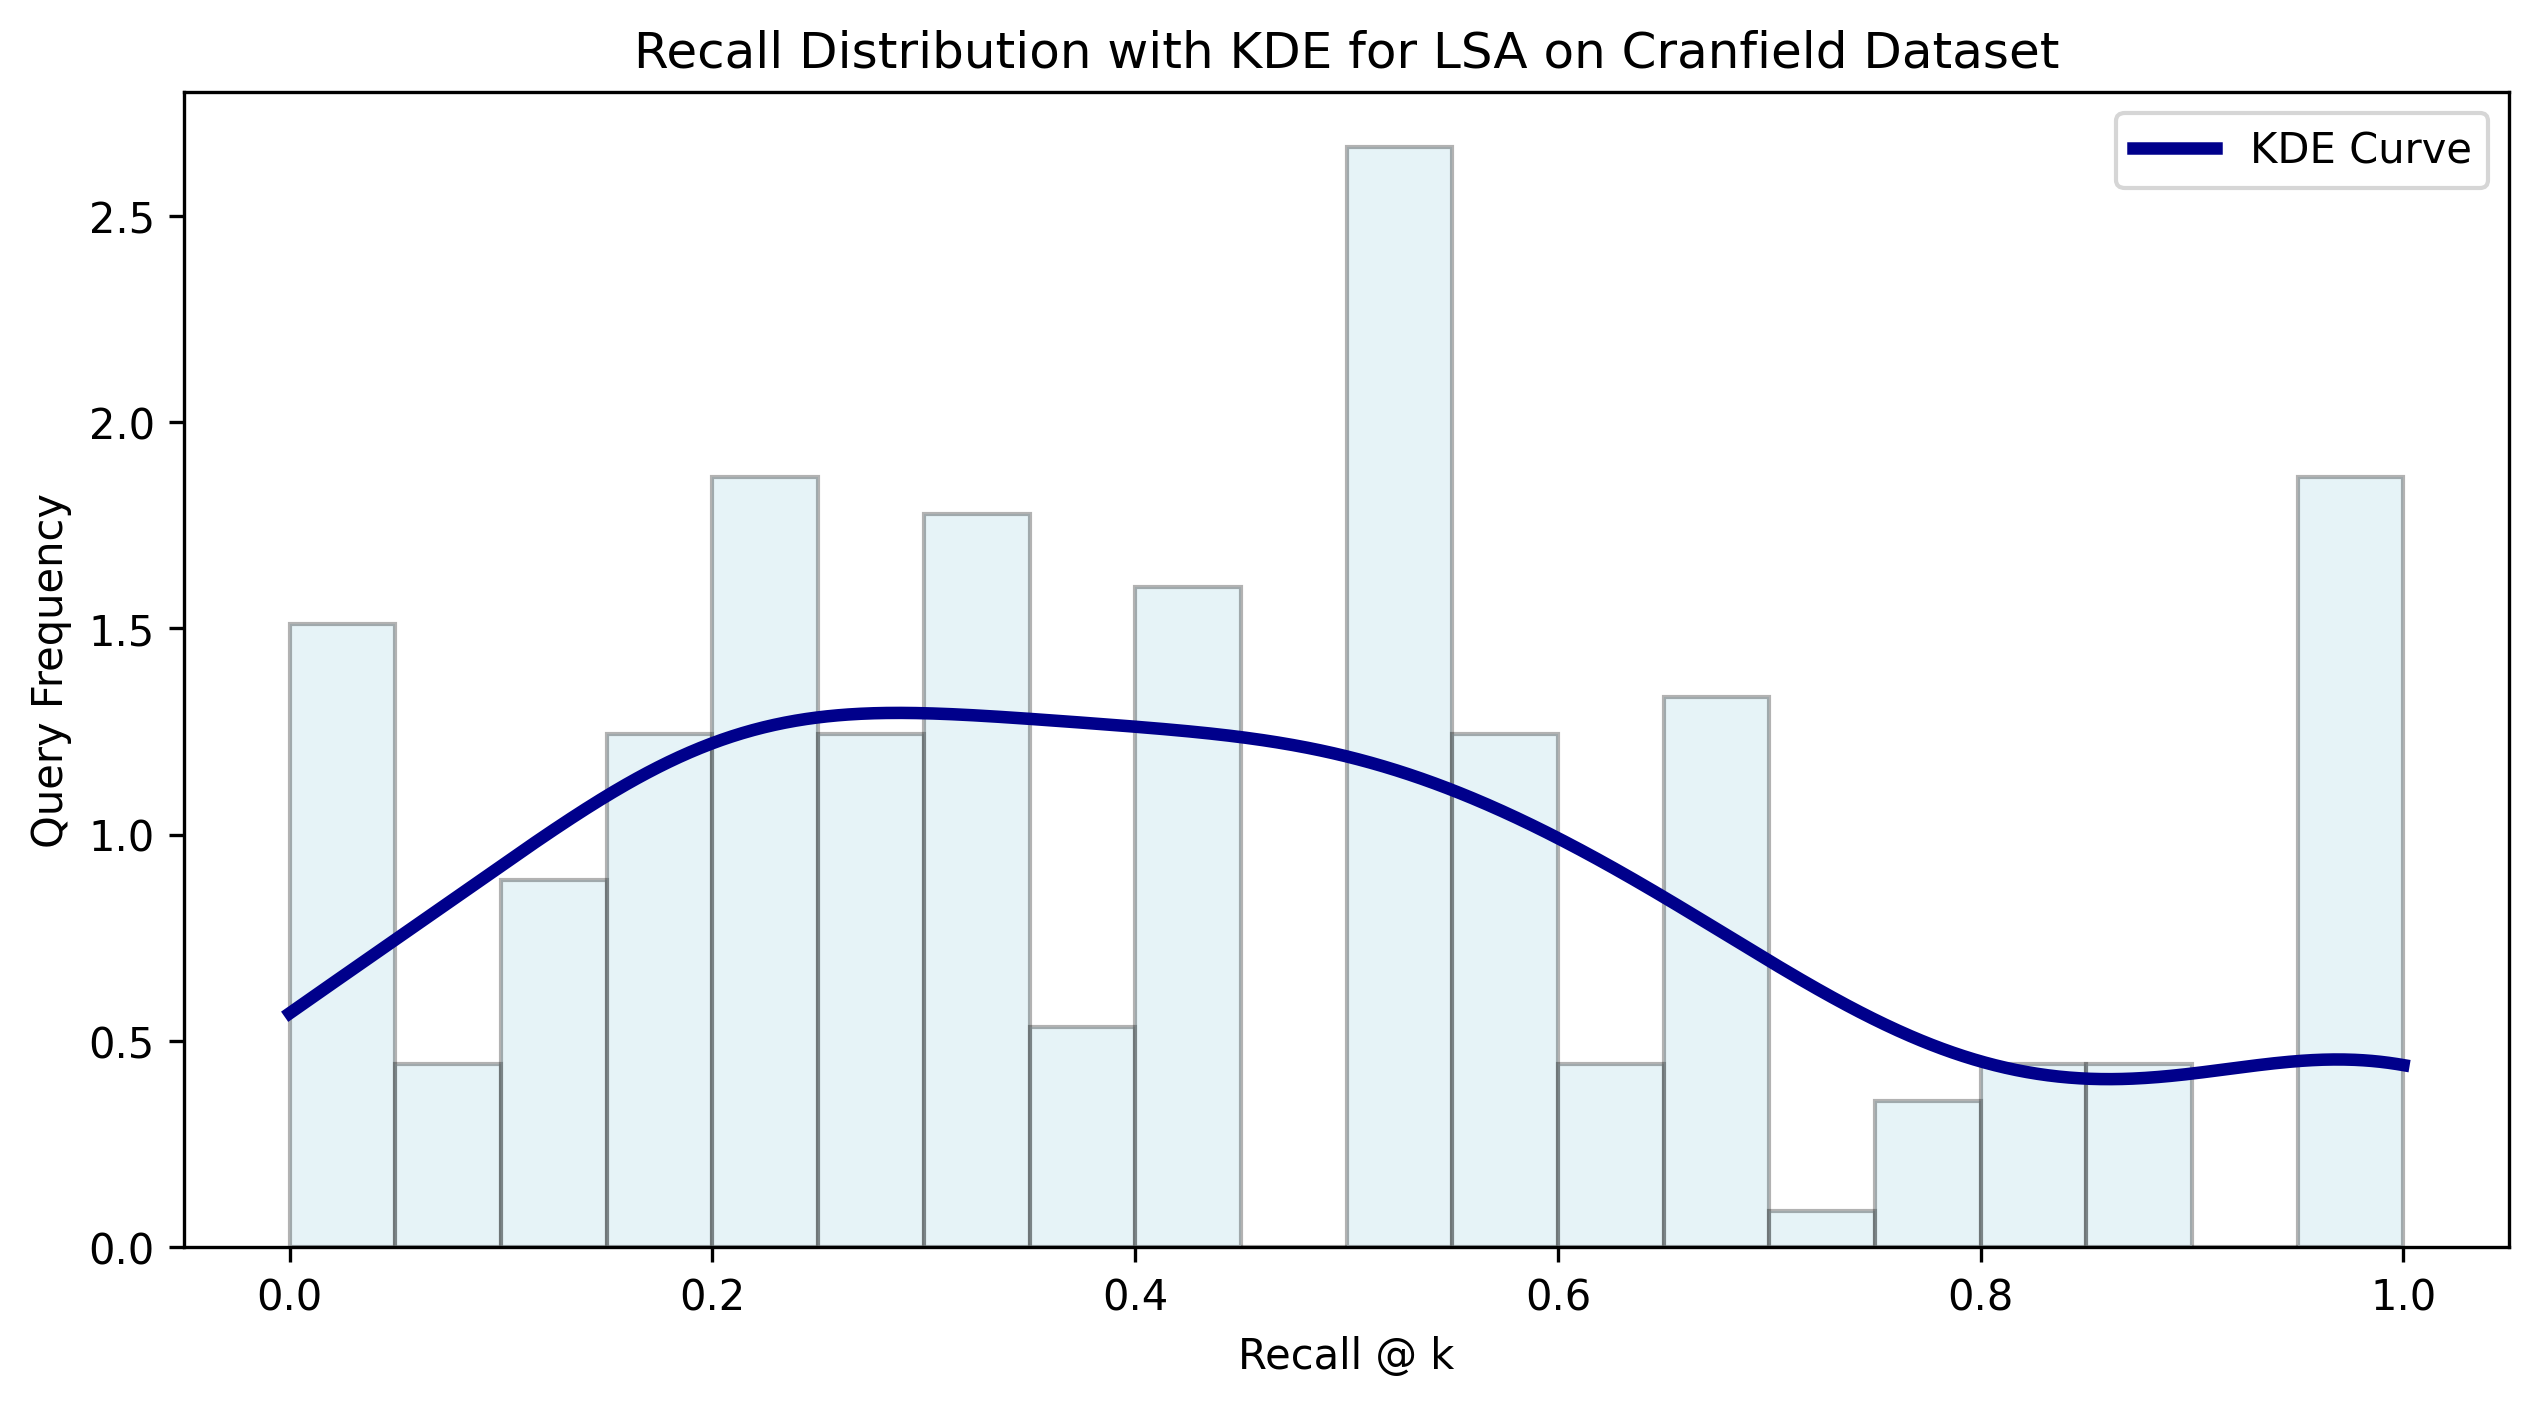 Recall Distribution with KDE for LSA on Cranfield Dataset
KDE Curve
Query Frequency
2.5
2.0
1.5
1.0
0.5
0.0
0.0 0.2 0.4 0.6 0.8 1.0
Recall @ k